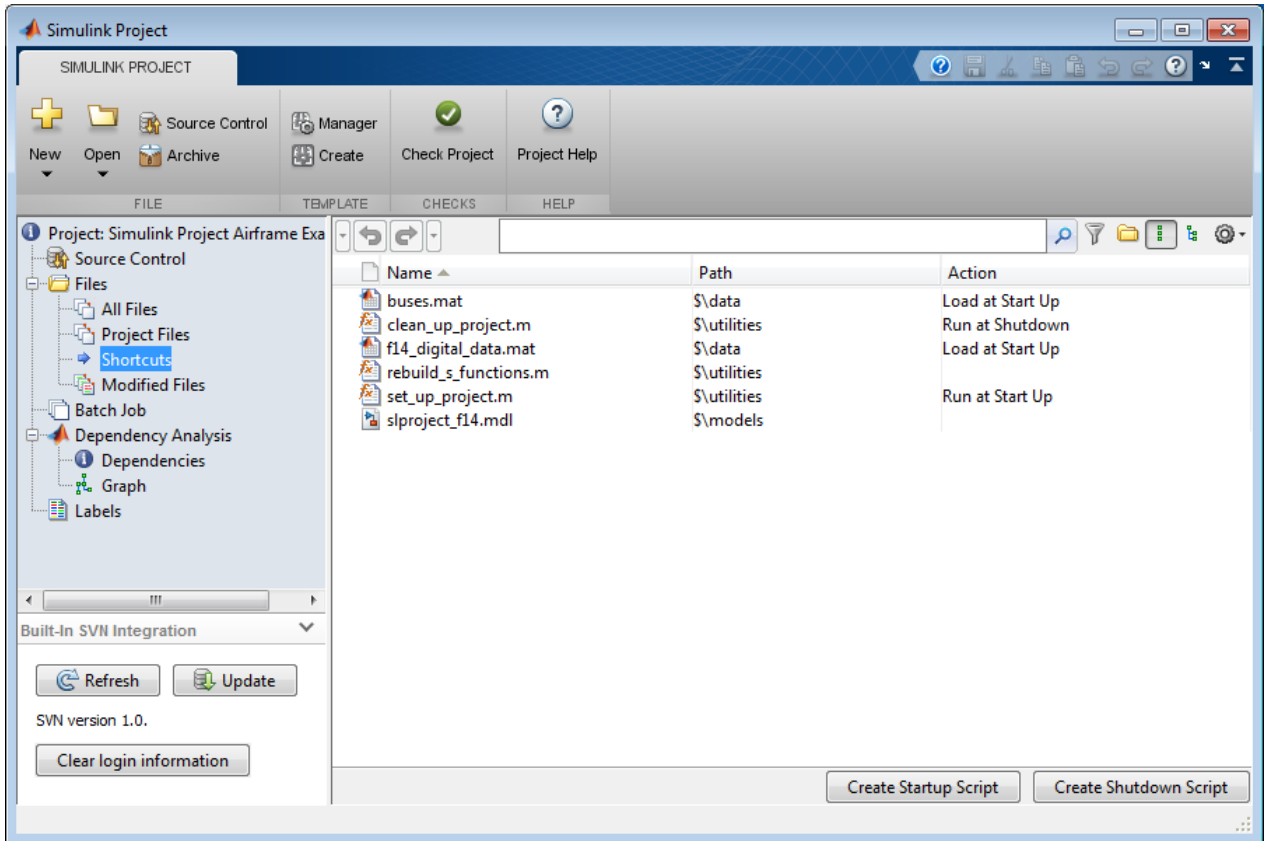 Simulink Project
SIMULINK PROJECT
New
Open
Source Control
Archive
FILE
Manager
Create
TEMPLATE
Check Project
CHECKS
Project Help
HELP
Project: Simulink Project Airframe Exa
Source Control
Files
All Files
Project Files
Shortcuts
Modified Files
Batch Job
Dependency Analysis
Dependencies
Graph
Labels
Built-In SVN Integration
Refresh
Update
SVN version 1.0.
Clear login information
Name Path Action
buses.mat $\data Load at Start Up
clean_up_project.m $\utilities Run at Shutdown
f14_digital_data.mat $\data Load at Start Up
rebuild_s_functions.m $\utilities
set_up_project.m $\utilities Run at Start Up
slproject_f14.mdl $\models
Create Startup Script
Create Shutdown Script